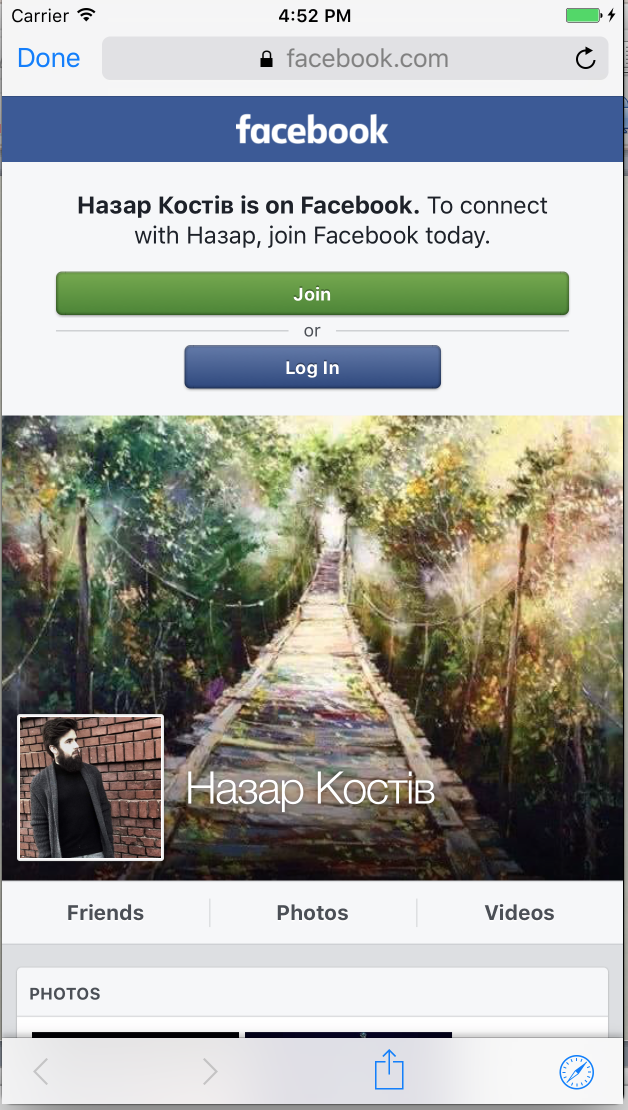 Carrier 4:52 PM
Done facebook.com
facebook
Назар Костів is on Facebook. To connect
with Назар, join Facebook today.
Join
or
Log In
Назар Костів
Friends Photos Videos
PHOTOS